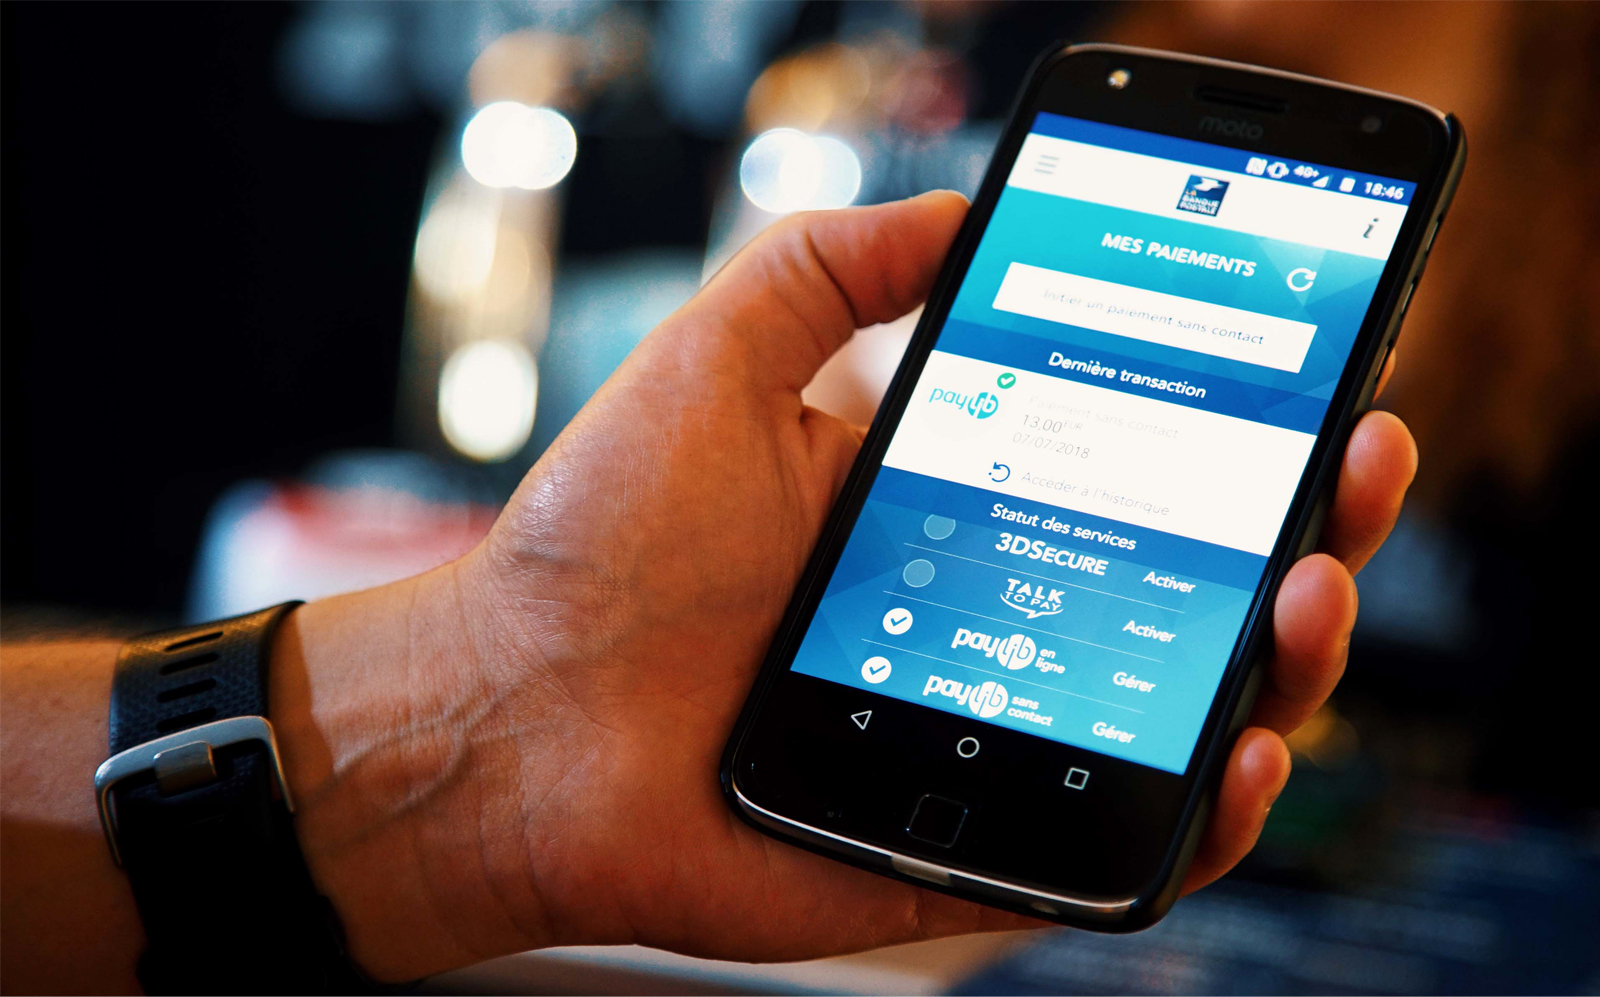 moto
4G+ 18:46
LA
BANQUE
POSTALE
i
MES PAIEMENTS
Initier un paiement sans contact
Dernière transaction
paylib
Paiement sans contact
13,00 EUR
07/07/2018
Accéder à l'historique
Statut des services
3DSECURE Activer
TALK
TO PAY Activer
paylib en
ligne Gérer
paylib sans
contact Gérer